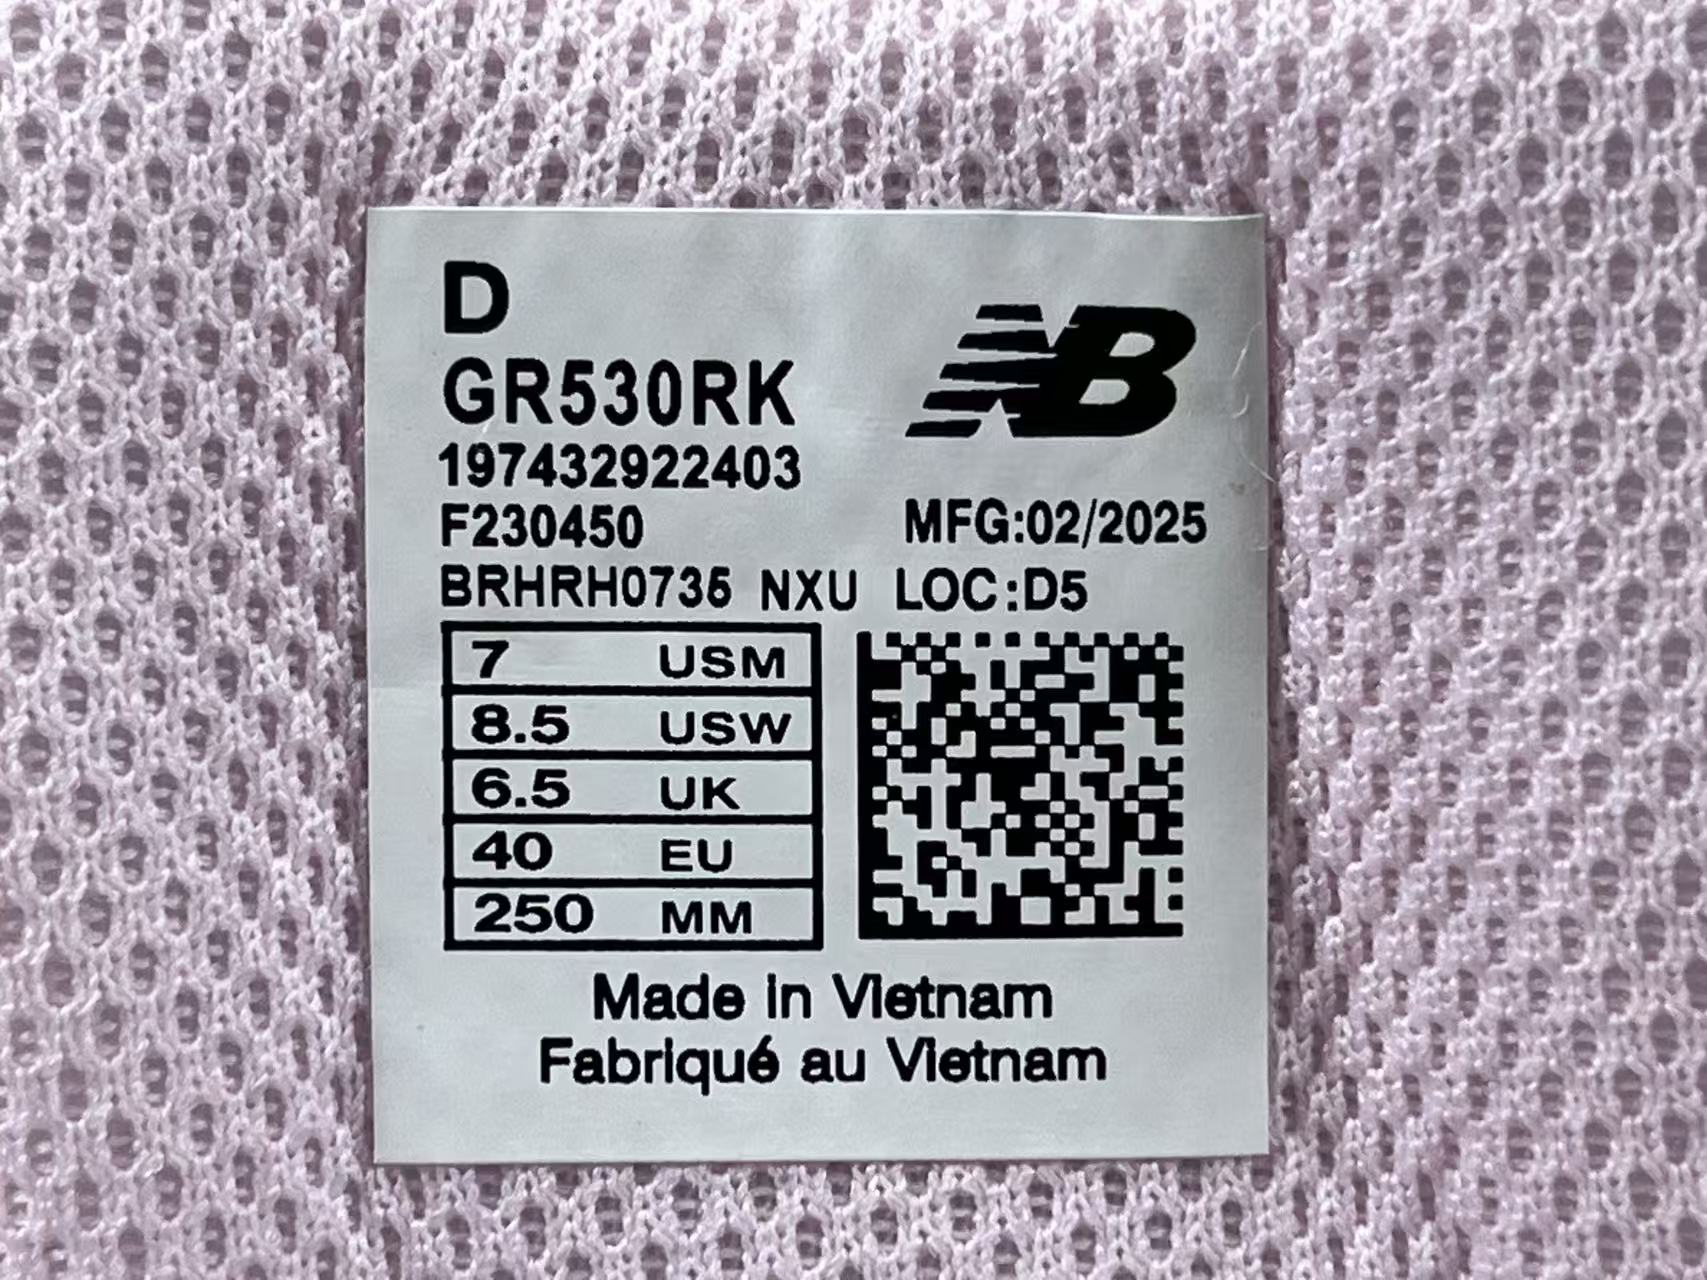 D
NB
GR530RK
197432922403
F230450 MFG:02/2025
BRHRH0735 NXU LOC:D5
7 USM
8.5 USW
6.5 UK
40 EU
250 MM
Made in Vietnam
Fabriqué au Vietnam